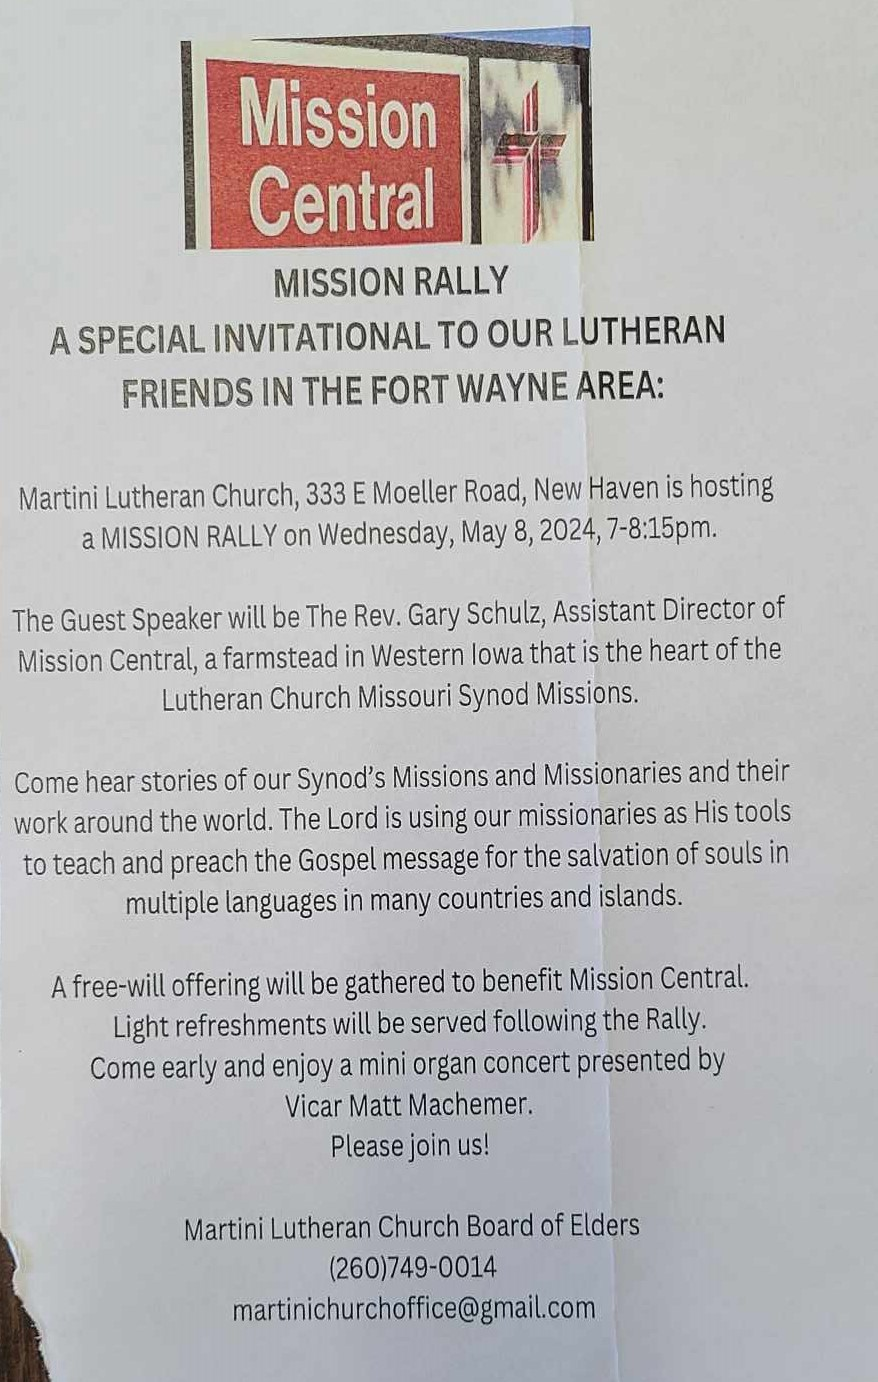 Mission
Central
MISSION RALLY
A SPECIAL INVITATIONAL TO OUR LUTHERAN
FRIENDS IN THE FORT WAYNE AREA:
Martini Lutheran Church, 333 E Moeller Road, New Haven is hosting
a MISSION RALLY on Wednesday, May 8, 2024, 7-8:15pm.
The Guest Speaker will be The Rev. Gary Schulz, Assistant Director of
Mission Central, a farmstead in Western Iowa that is the heart of the
Lutheran Church Missouri Synod Missions.
Come hear stories of our Synod's Missions and Missionaries and their
work around the world. The Lord is using our missionaries as His tools
to teach and preach the Gospel message for the salvation of souls in
multiple languages in many countries and islands.
A free-will offering will be gathered to benefit Mission Central.
Light refreshments will be served following the Rally.
Come early and enjoy a mini organ concert presented by
Vicar Matt Machemer.
Please join us!
Martini Lutheran Church Board of Elders
(260)749-0014
martinichurchoffice@gmail.com